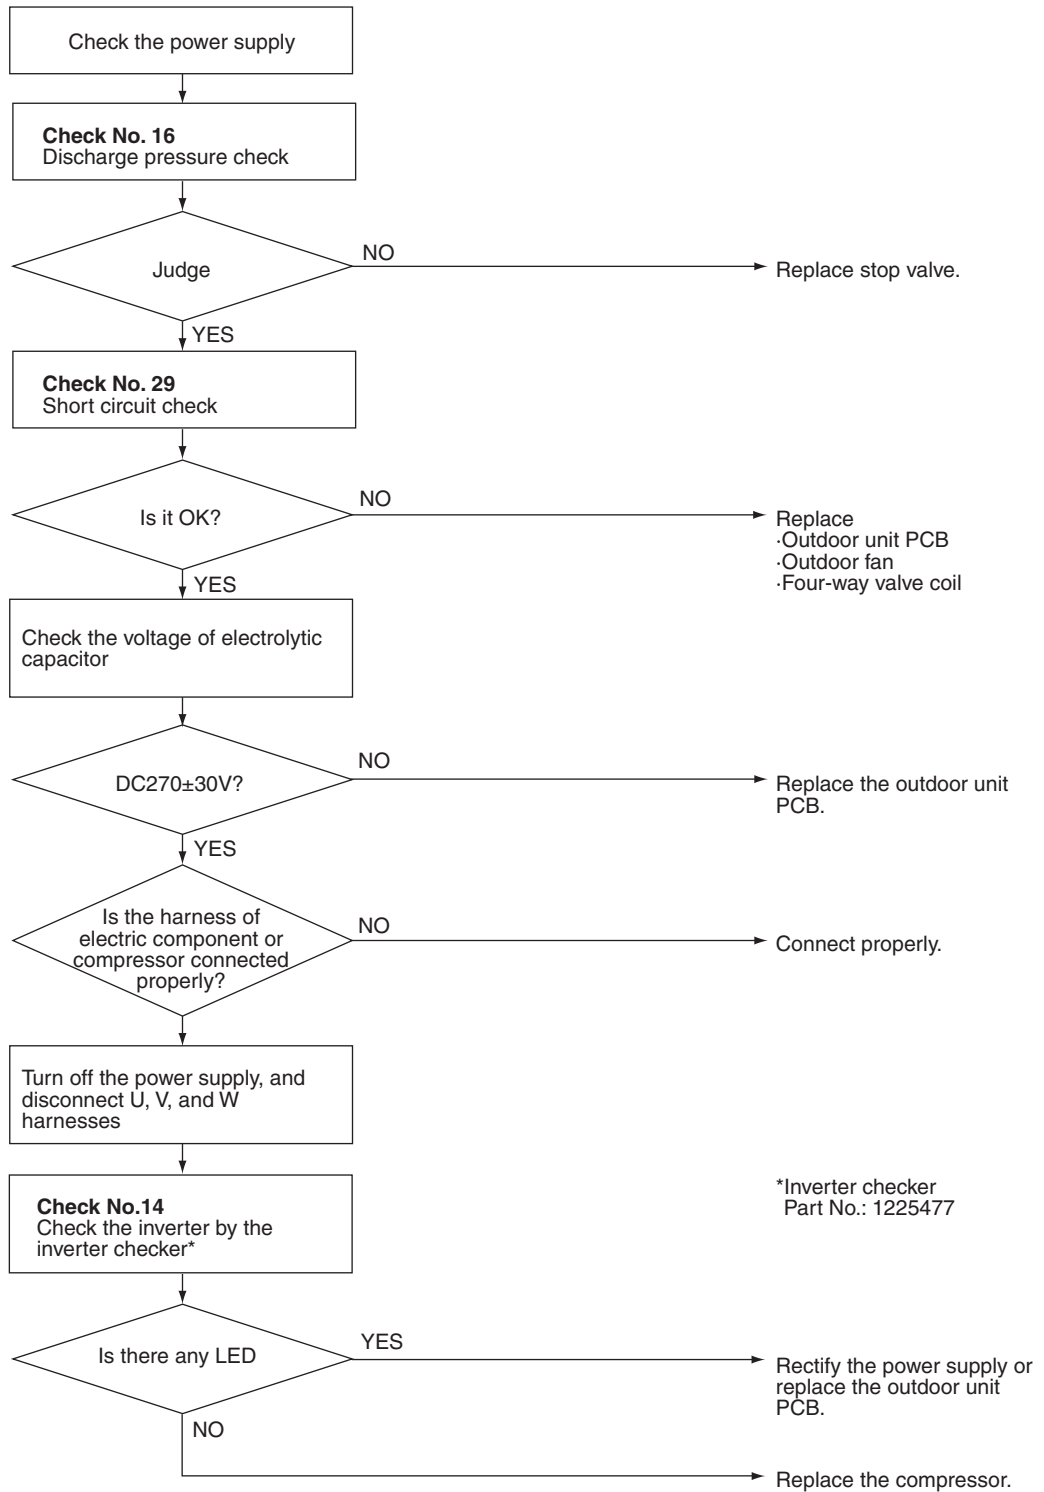 Check the power supply
Check No. 16
Discharge pressure check
Judge
NO
Replace stop valve.
YES
Check No. 29
Short circuit check
Is it OK?
NO
Replace
·Outdoor unit PCB
·Outdoor fan
·Four-way valve coil
YES
Check the voltage of electrolytic
capacitor
DC270±30V?
NO
Replace the outdoor unit
PCB.
YES
Is the harness of
electric component or
compressor connected
properly?
NO
Connect properly.
Turn off the power supply, and
disconnect U, V, and W
harnesses
Check No.14
Check the inverter by the
inverter checker*
*Inverter checker
Part No.: 1225477
Is there any LED
YES
Rectify the power supply or
replace the outdoor unit
PCB.
NO
Replace the compressor.